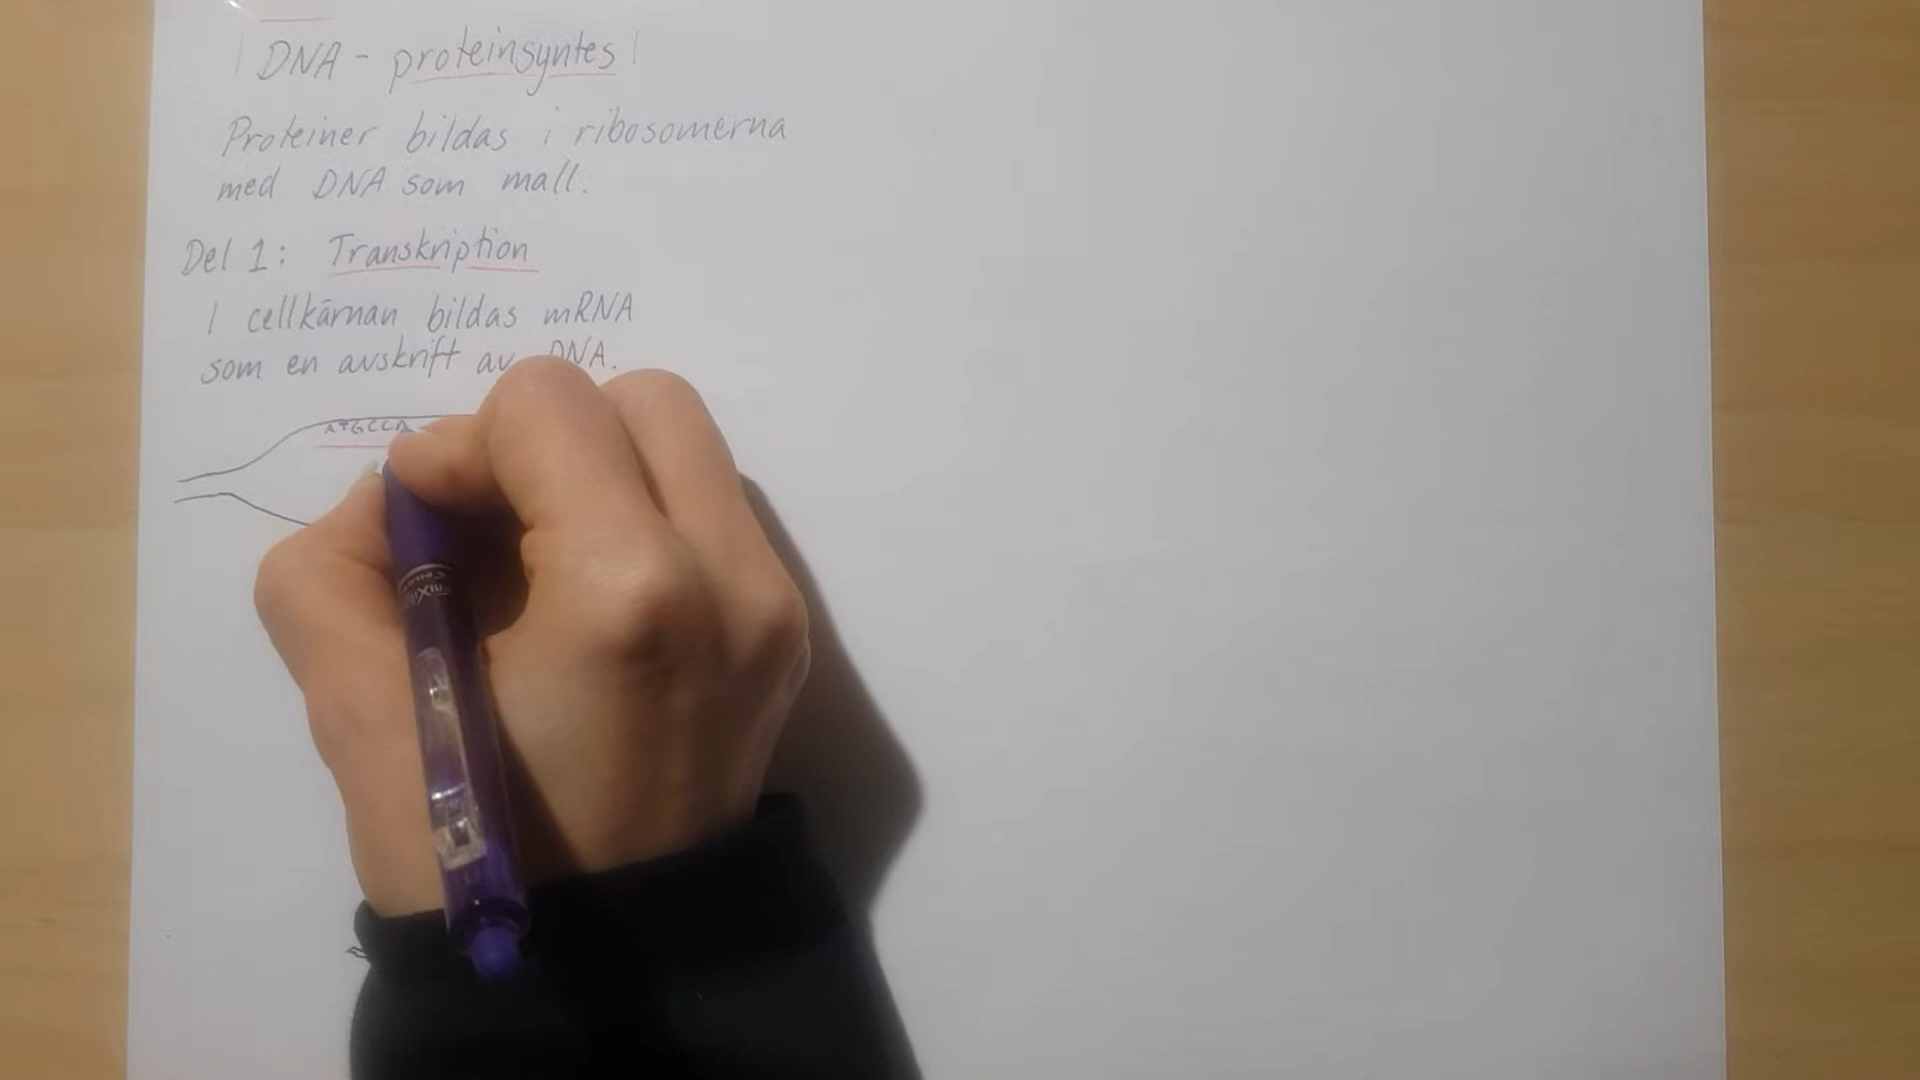 DNA - proteinsyntes
Proteiner bildas i ribosomerna
med DNA som mall.
Del 1: Transkription
I cellkärnan bildas mRNA
som en avskrift av DNA.
ATGCCA